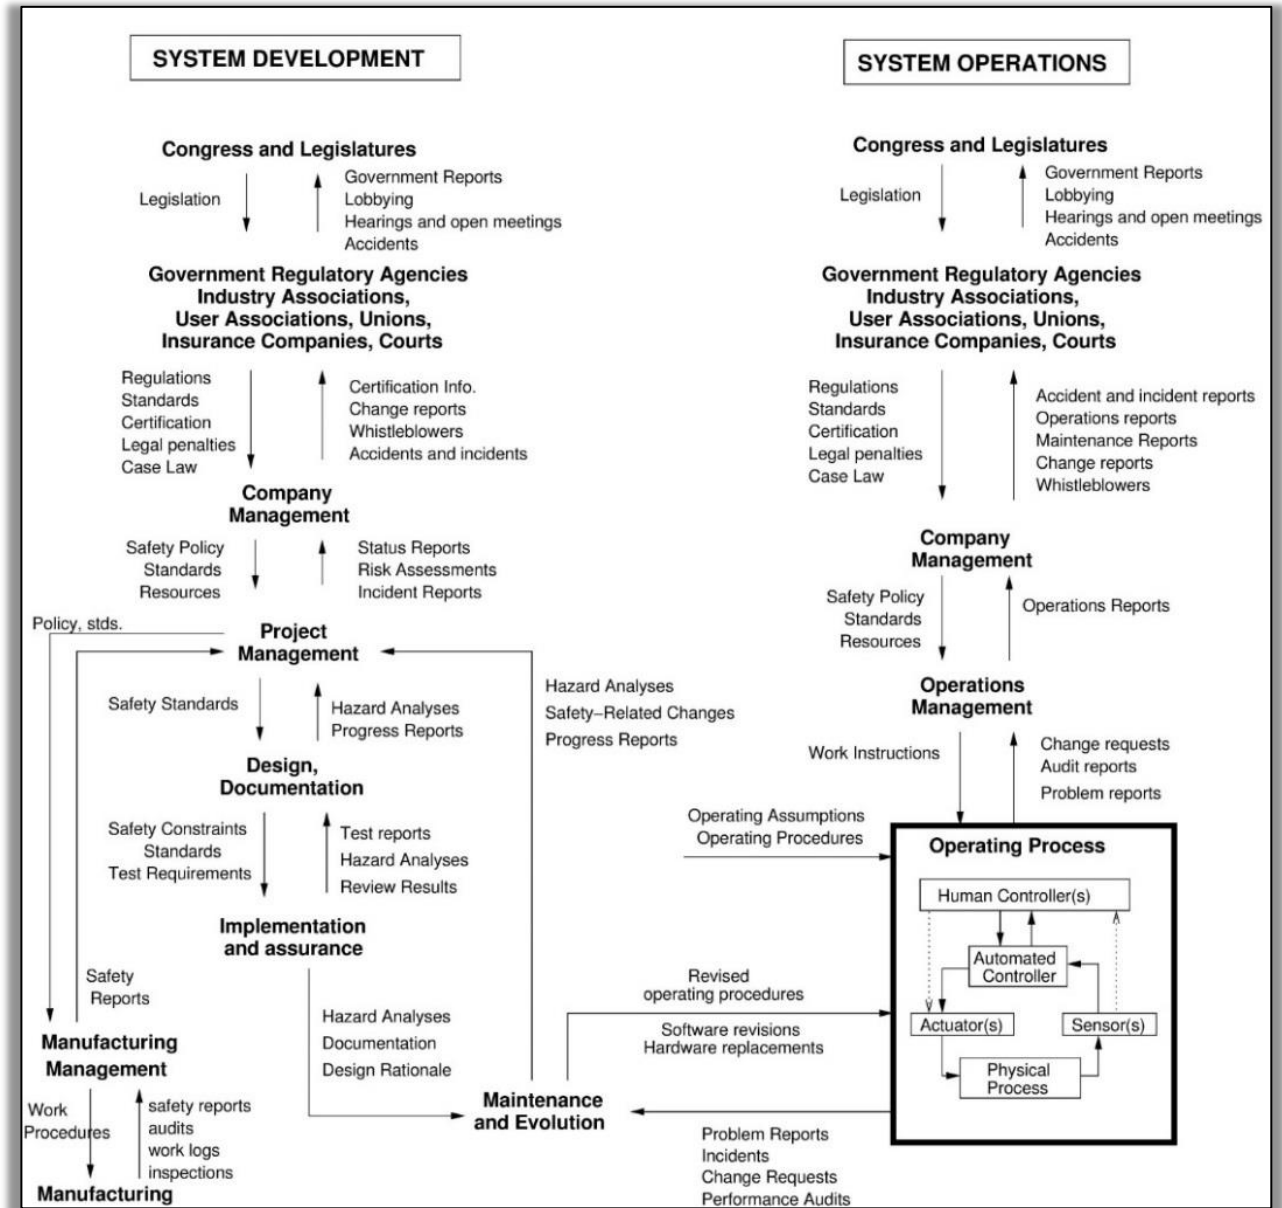 SYSTEM DEVELOPMENT
Congress and Legislatures
Legislation
Government Reports
Lobbying
Hearings and open meetings
Accidents
Government Regulatory Agencies
Industry Associations,
User Associations, Unions,
Insurance Companies, Courts
Regulations
Standards
Certification
Legal penalties
Case Law
Certification Info.
Change reports
Whistleblowers
Accidents and incidents
Company
Management
Safety Policy
Standards
Resources
Status Reports
Risk Assessments
Incident Reports
Policy, stds.
Project
Management
Safety Standards
Hazard Analyses
Progress Reports
Hazard Analyses
Safety–Related Changes
Progress Reports
Design,
Documentation
Safety Constraints
Standards
Test Requirements
Test reports
Hazard Analyses
Review Results
Implementation
and assurance
Safety
Reports
Hazard Analyses
Documentation
Design Rationale
Manufacturing
Management
Work
Procedures
safety reports
audits
work logs
inspections
Manufacturing
Maintenance
and Evolution
SYSTEM OPERATIONS
Congress and Legislatures
Legislation
Government Reports
Lobbying
Hearings and open meetings
Accidents
Government Regulatory Agencies
Industry Associations,
User Associations, Unions,
Insurance Companies, Courts
Regulations
Standards
Certification
Legal penalties
Case Law
Accident and incident reports
Operations reports
Maintenance Reports
Change reports
Whistleblowers
Company
Management
Safety Policy
Standards
Resources
Operations Reports
Operations
Management
Work Instructions
Change requests
Audit reports
Problem reports
Operating Assumptions
Operating Procedures
Operating Process
Human Controller(s)
Automated
Controller
Actuator(s)
Sensor(s)
Physical
Process
Revised
operating procedures
Software revisions
Hardware replacements
Problem Reports
Incidents
Change Requests
Performance Audits